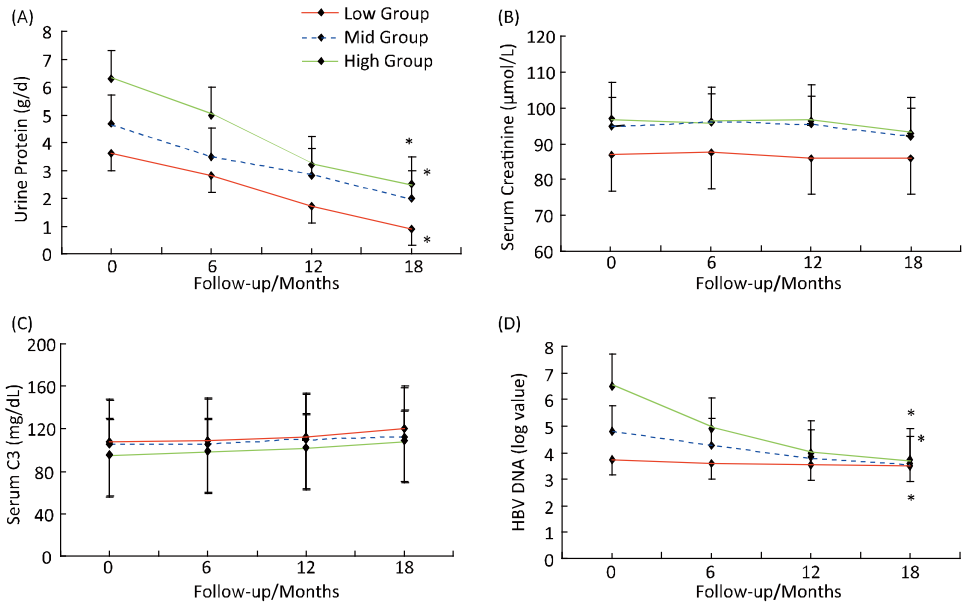 (A)
Low Group
Mid Group
High Group
Urine Protein (g/d)
8
7
6
5
4
3
2
1
0
*
*
*
0 6 12 18
Follow-up/Months
(B)
Serum Creatinine (μmol/L)
120
110
100
90
80
70
60
0 6 12 18
Follow-up/Months
(C)
Serum C3 (mg/dL)
200
160
120
80
40
0
0 6 12 18
Follow-up/Months
(D)
HBV DNA (log value)
8
7
6
5
4
3
2
1
0
*
*
*
0 6 12 18
Follow-up/Months